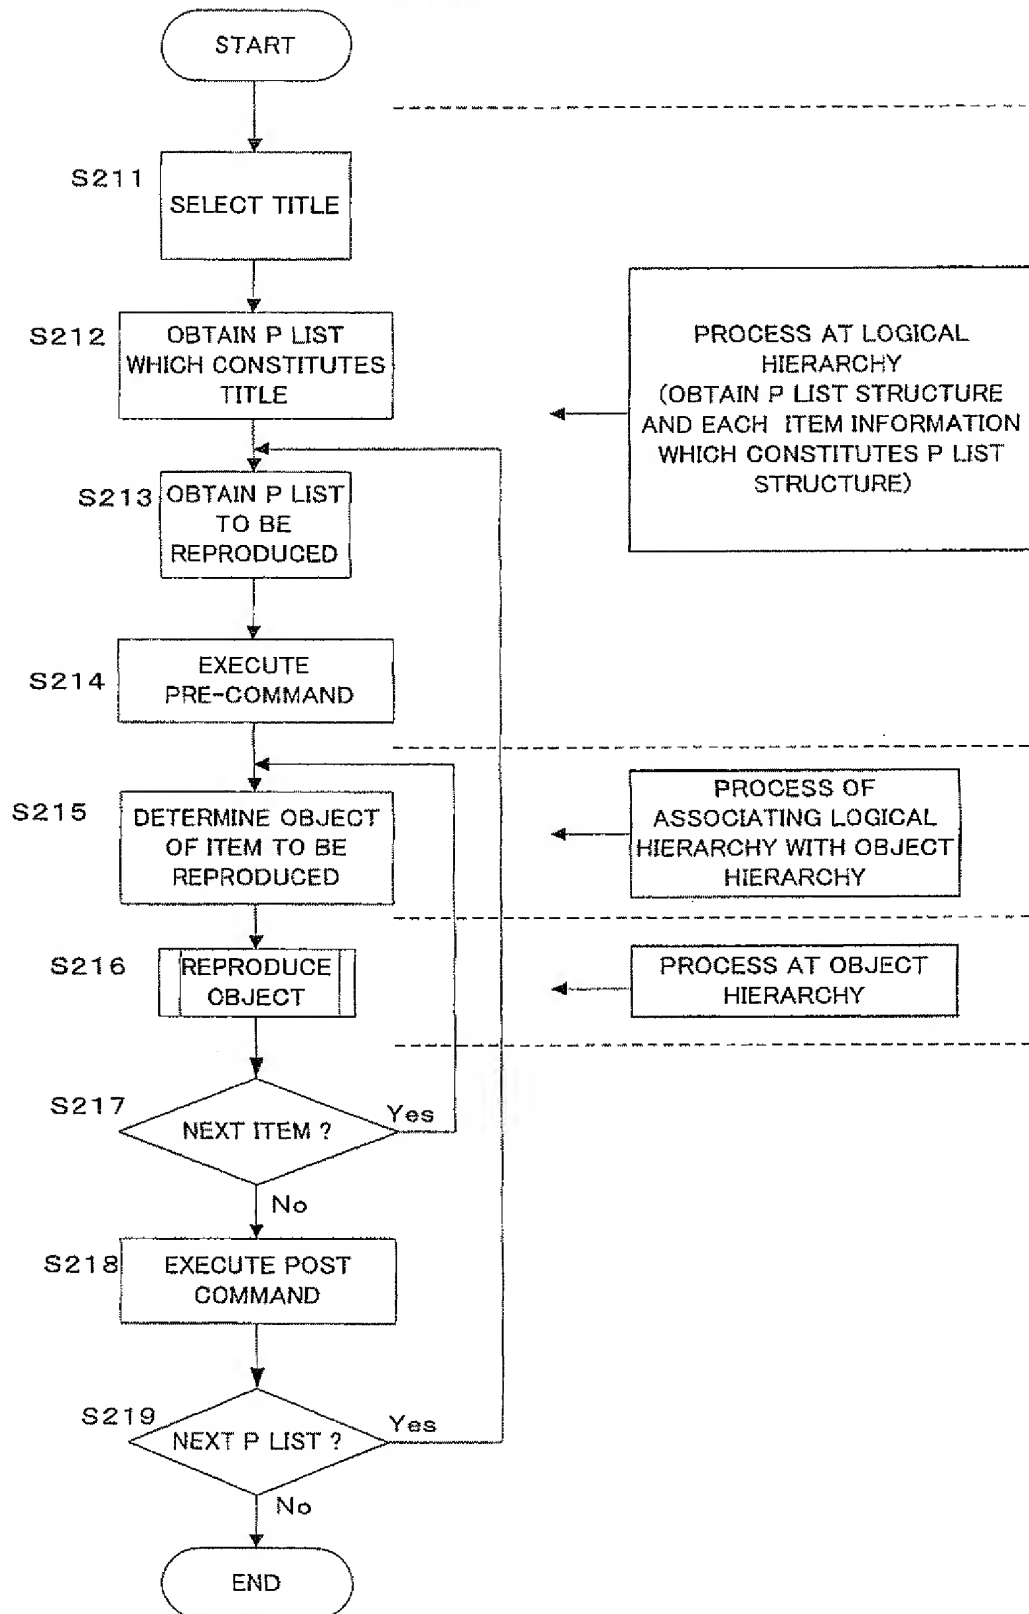 START
S211
SELECT TITLE
S212
OBTAIN P LIST
WHICH CONSTITUTES
TITLE
PROCESS AT LOGICAL
HIERARCHY
(OBTAIN P LIST STRUCTURE
AND EACH ITEM INFORMATION
WHICH CONSTITUTES P LIST
STRUCTURE)
S213
OBTAIN P LIST
TO BE
REPRODUCED
S214
EXECUTE
PRE-COMMAND
S215
DETERMINE OBJECT
OF ITEM TO BE
REPRODUCED
PROCESS OF
ASSOCIATING LOGICAL
HIERARCHY WITH OBJECT
HIERARCHY
S216
REPRODUCE
OBJECT
PROCESS AT OBJECT
HIERARCHY
S217
NEXT ITEM ?
Yes
No
S218
EXECUTE POST
COMMAND
S219
NEXT P LIST ?
Yes
No
END